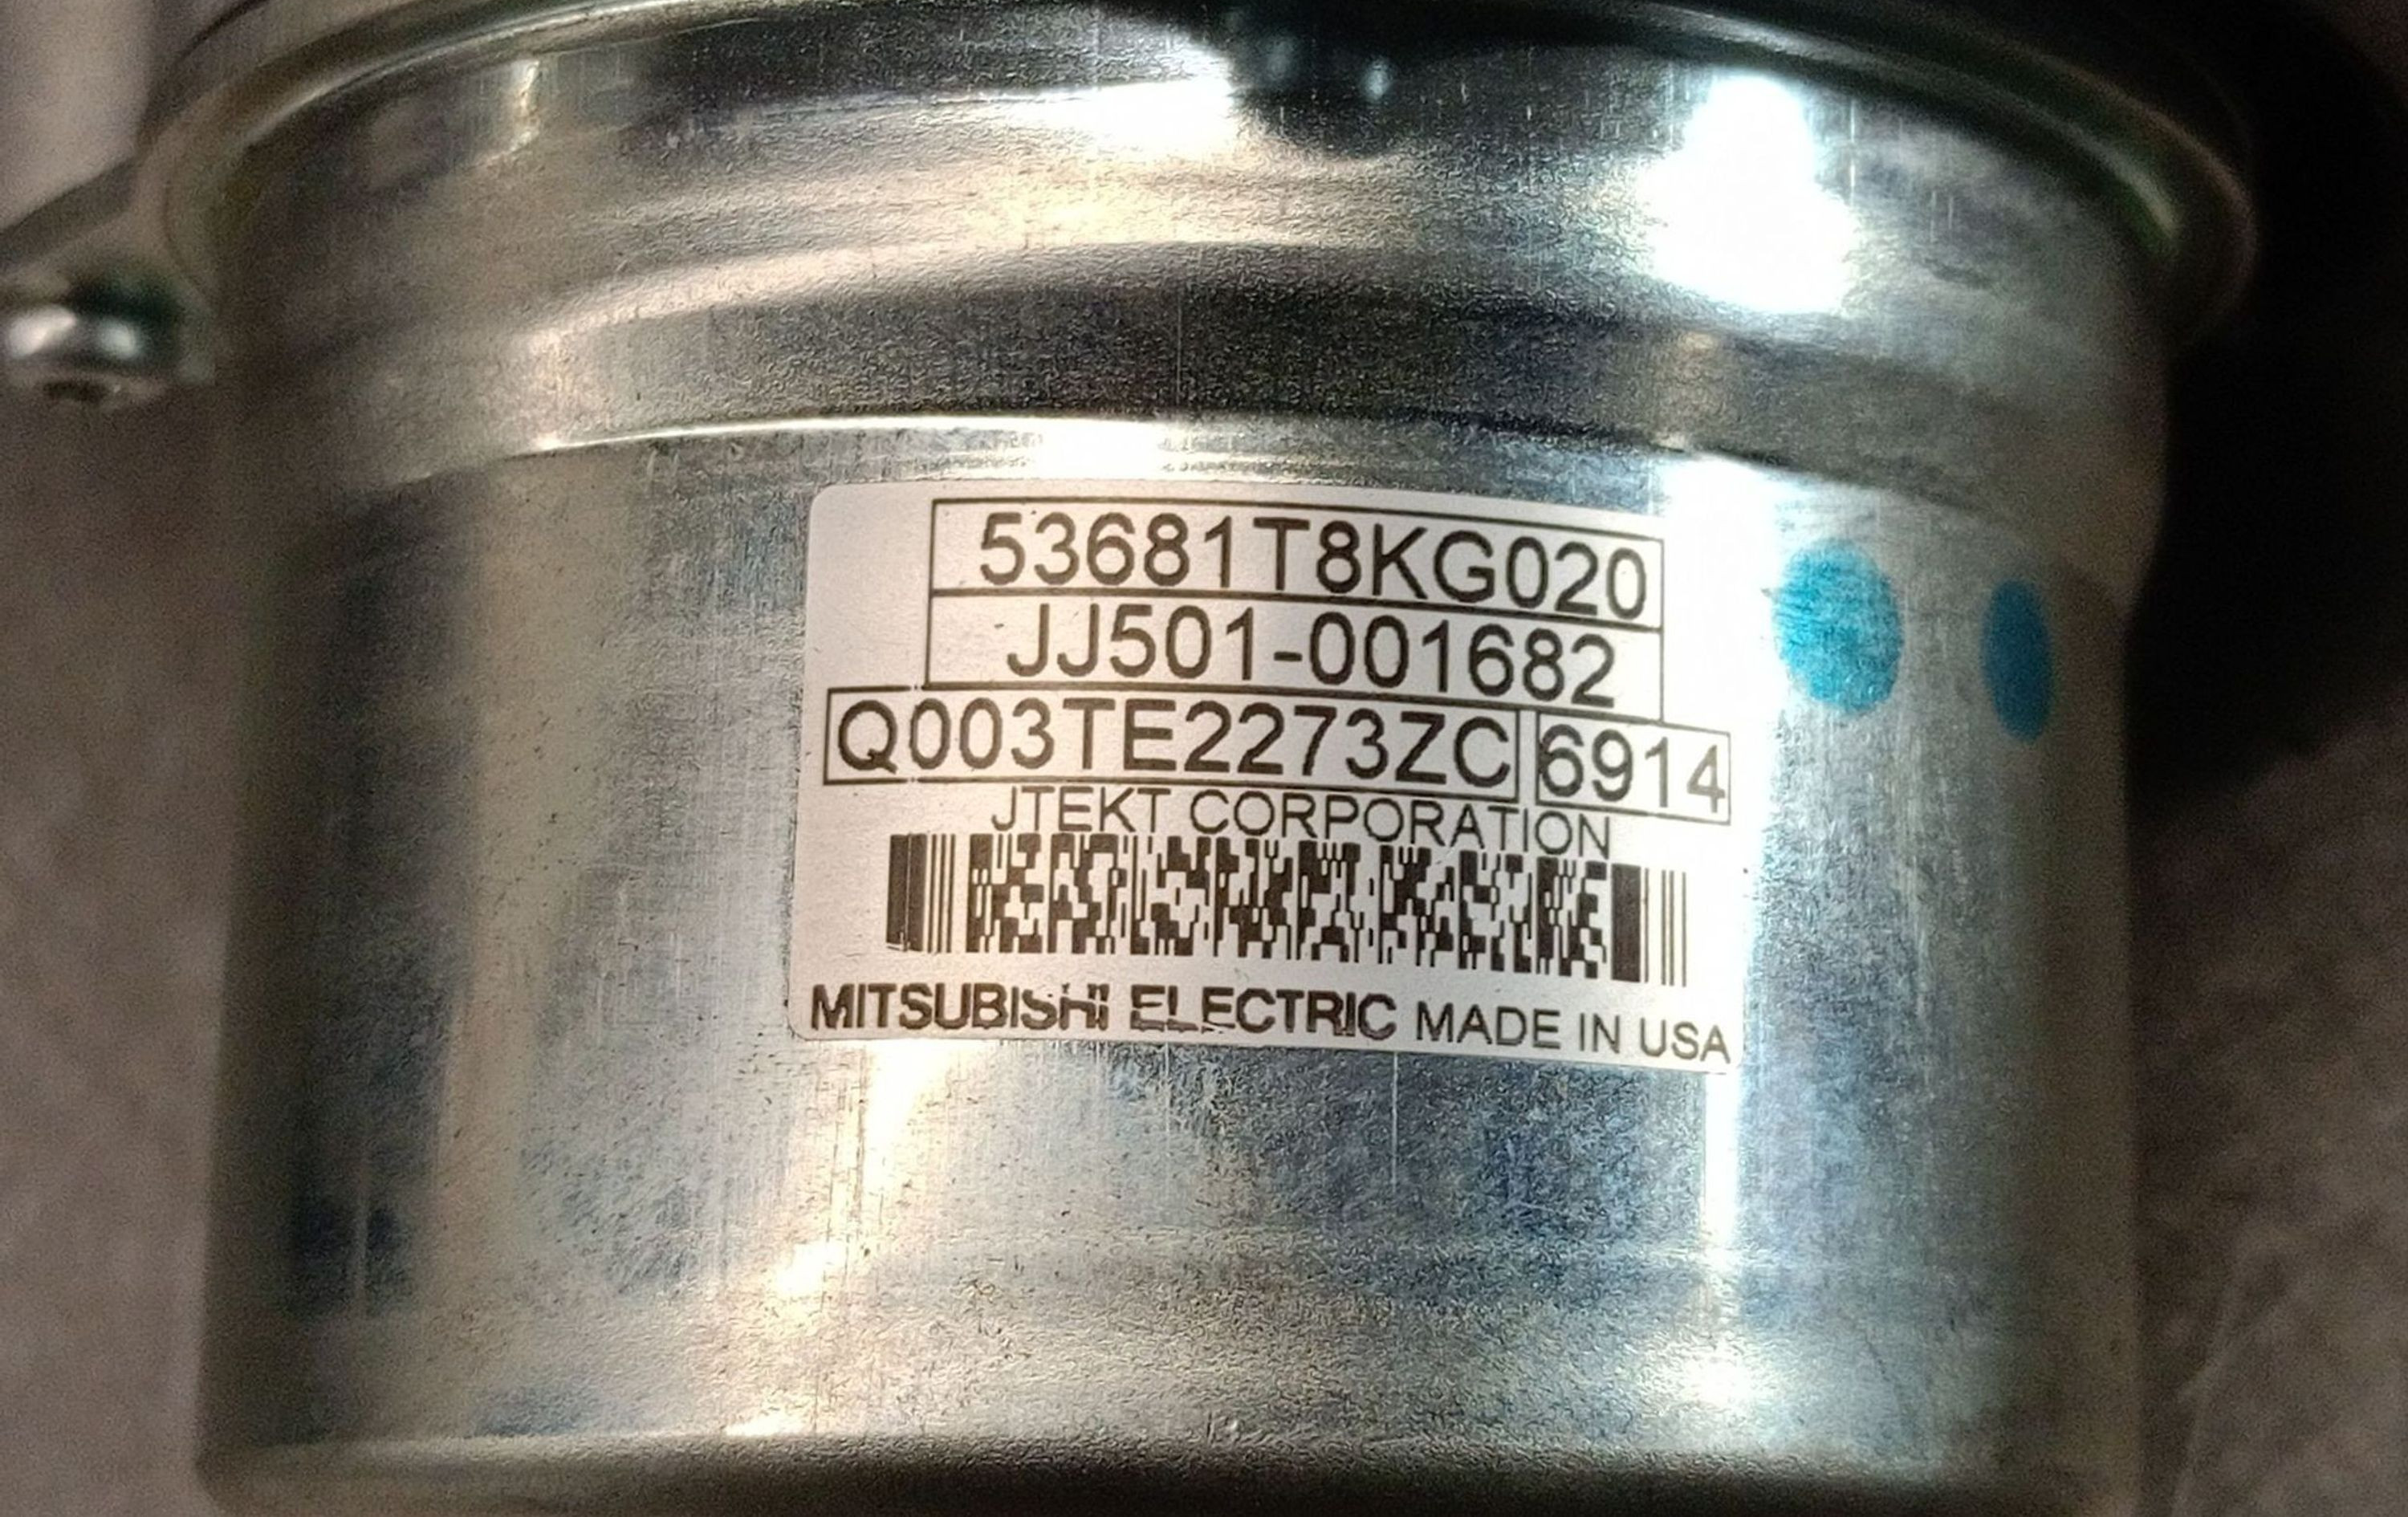 53681T8KG020
JJ501-001682
Q003TE2273ZC 6914
JTEKT CORPORATION
MITSUBISHI ELECTRIC MADE IN USA